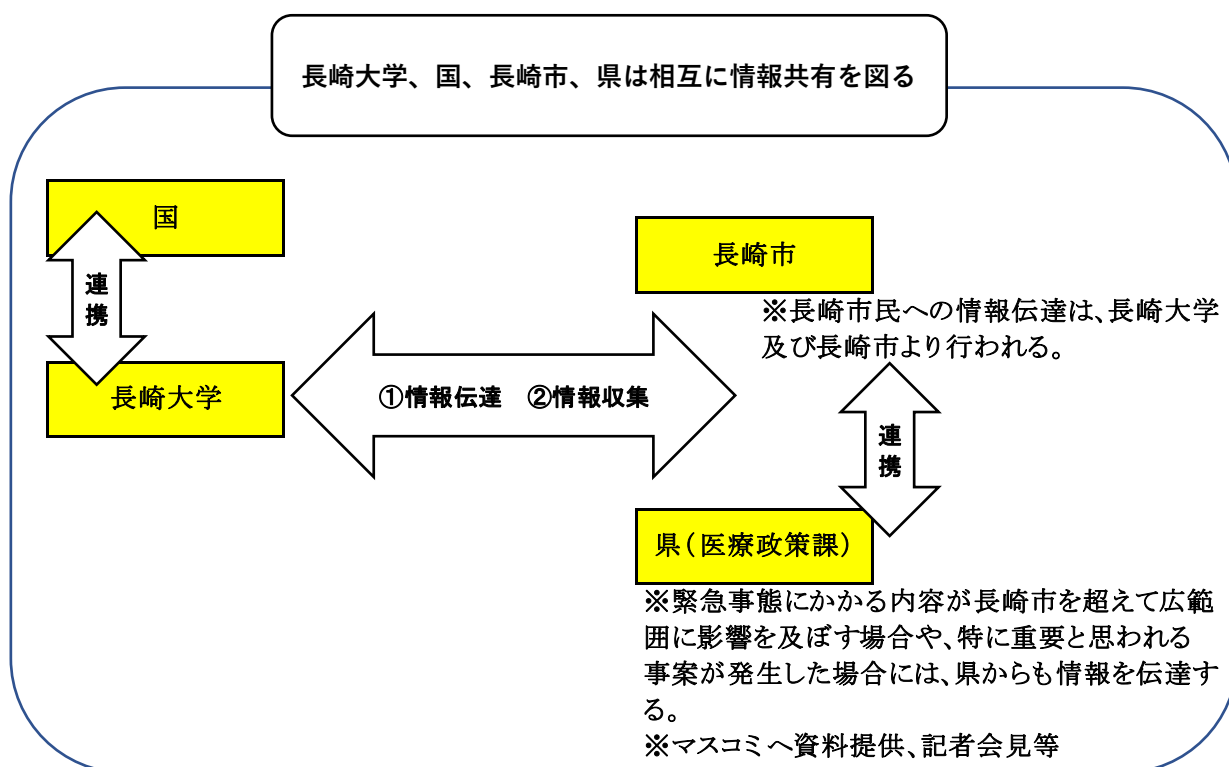 長崎大学、国、長崎市、県は相互に情報共有を図る
国
連
携
長崎大学
①情報伝達　②情報収集
長崎市
※長崎市民への情報伝達は、長崎大学
及び長崎市より行われる。
連
携
県（医療政策課）
※緊急事態にかかる内容が長崎市を超えて広範
囲に影響を及ぼす場合や、特に重要と思われる
事案が発生した場合には、県からも情報を伝達す
る。
※マスコミへ資料提供、記者会見等